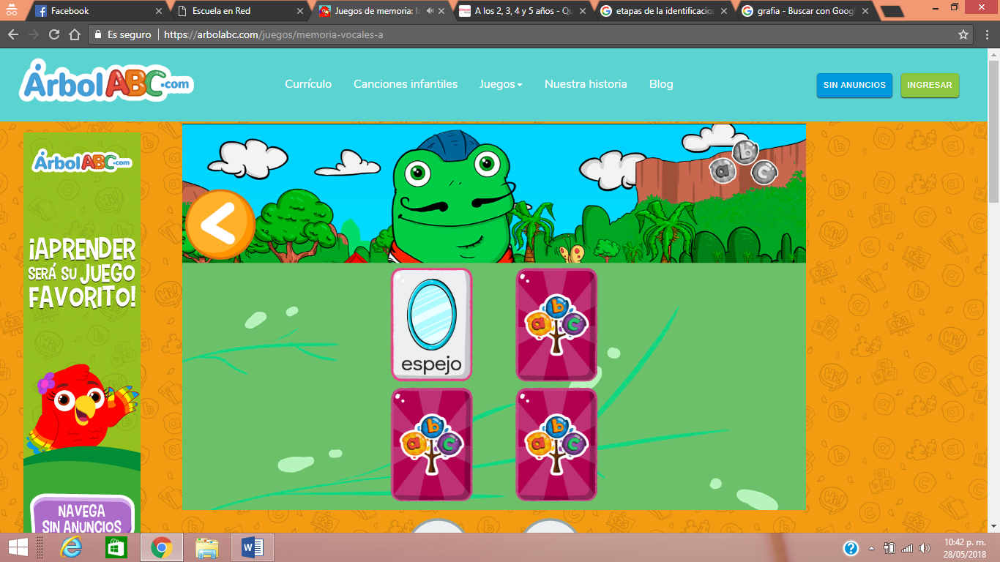 Facebook
Escuela en Red
Juegos de memoria: la
A los 2, 3, 4 y 5 años - Qu
etapas de la identificacion
grafia - Buscar con Googl
Es seguro
https://arbolabc.com/juegos/memoria-vocales-a
ÁrbolABC.com
Currículo
Canciones infantiles
Juegos
Nuestra historia
Blog
SIN ANUNCIOS
INGRESAR
ÁrbolABC.com
¡APRENDER
SERÁ SU JUEGO
FAVORITO!
NAVEGA
SIN ANUNCIOS
b
a c
espejo
b
a c
b
a c
b
a c
10:42 p. m.
28/05/2018